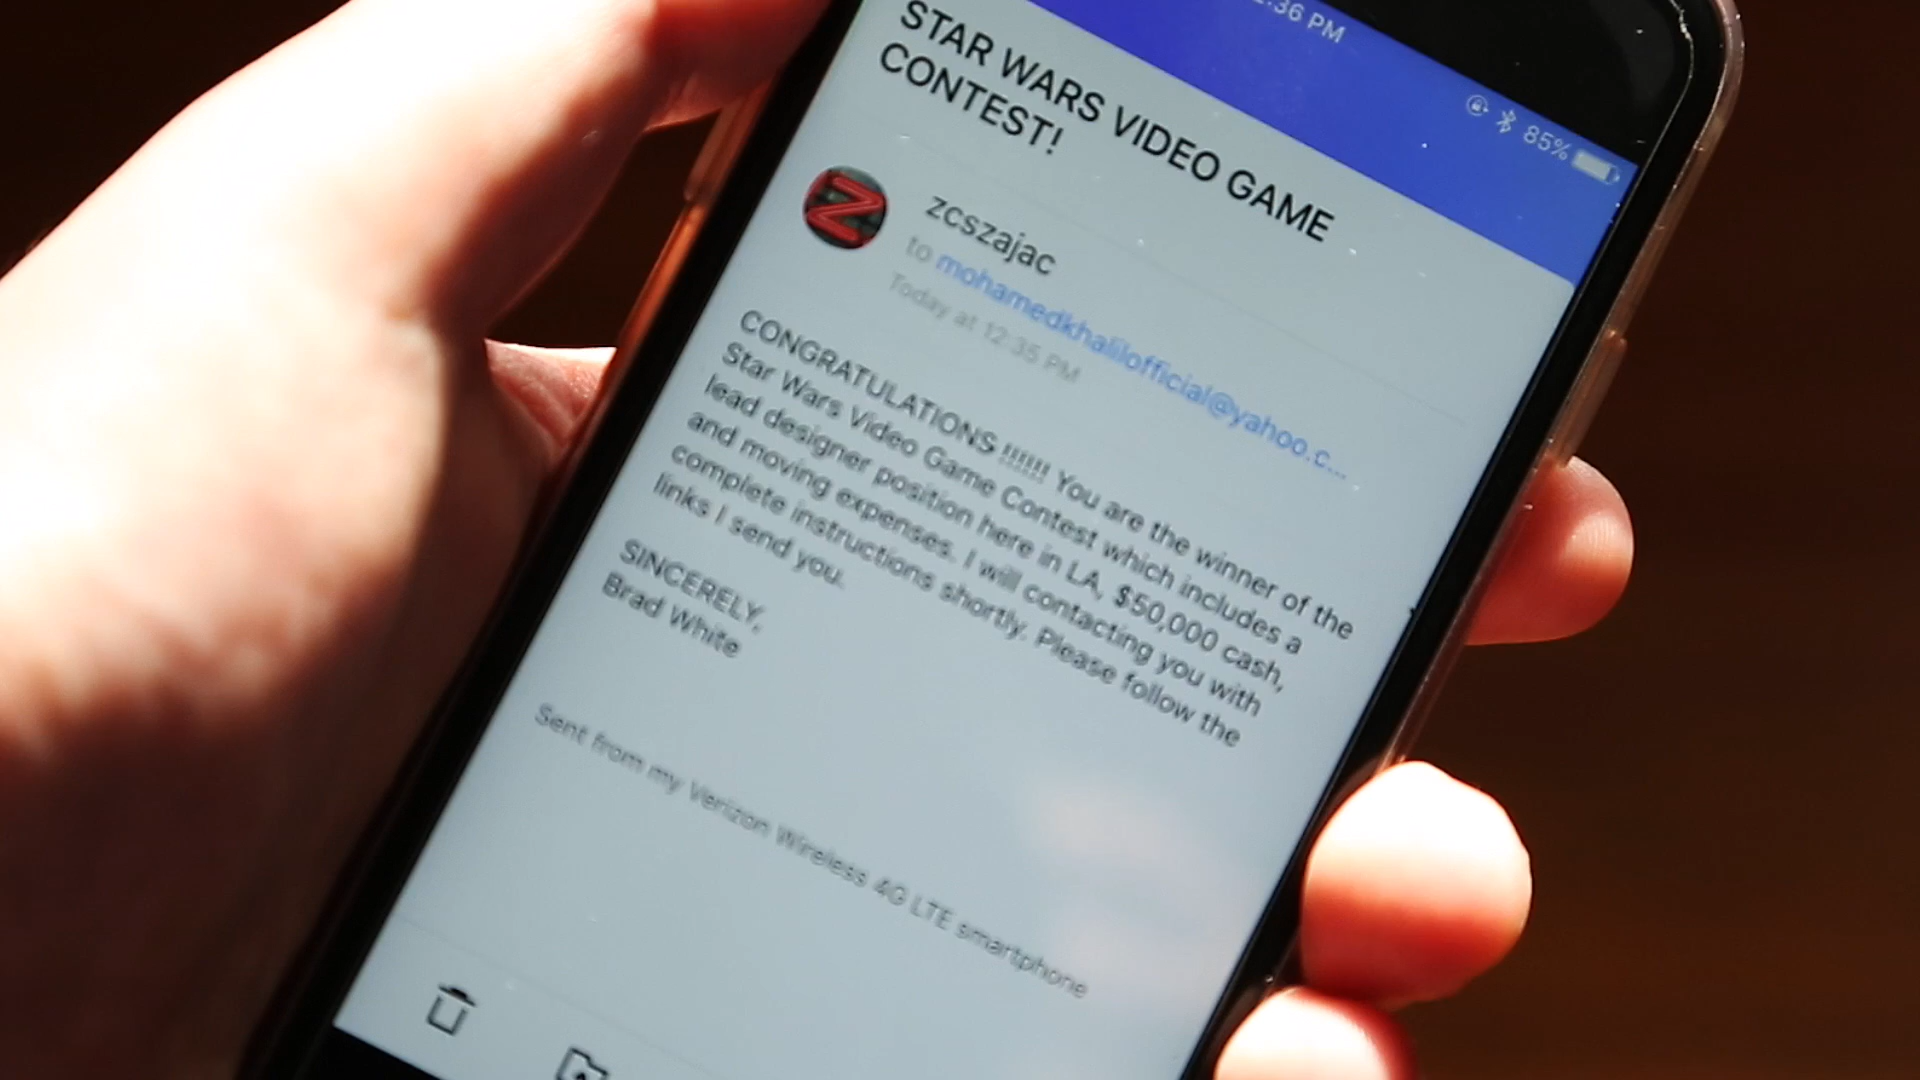 :36 PM
85%
STAR WARS VIDEO GAME
CONTEST!
Z
zcszajac
to mohamedkhalilofficial@yahoo.c...
Today at 12:35 PM
CONGRATULATIONS !!!!!!! You are the winner of the
Star Wars Video Game Contest which includes a
lead designer position here in LA, $50,000 cash,
and moving expenses. I will contacting you with
complete instructions shortly. Please follow the
links I send you.
SINCERELY,
Brad White
Sent from my Verizon Wireless 4G LTE smartphone